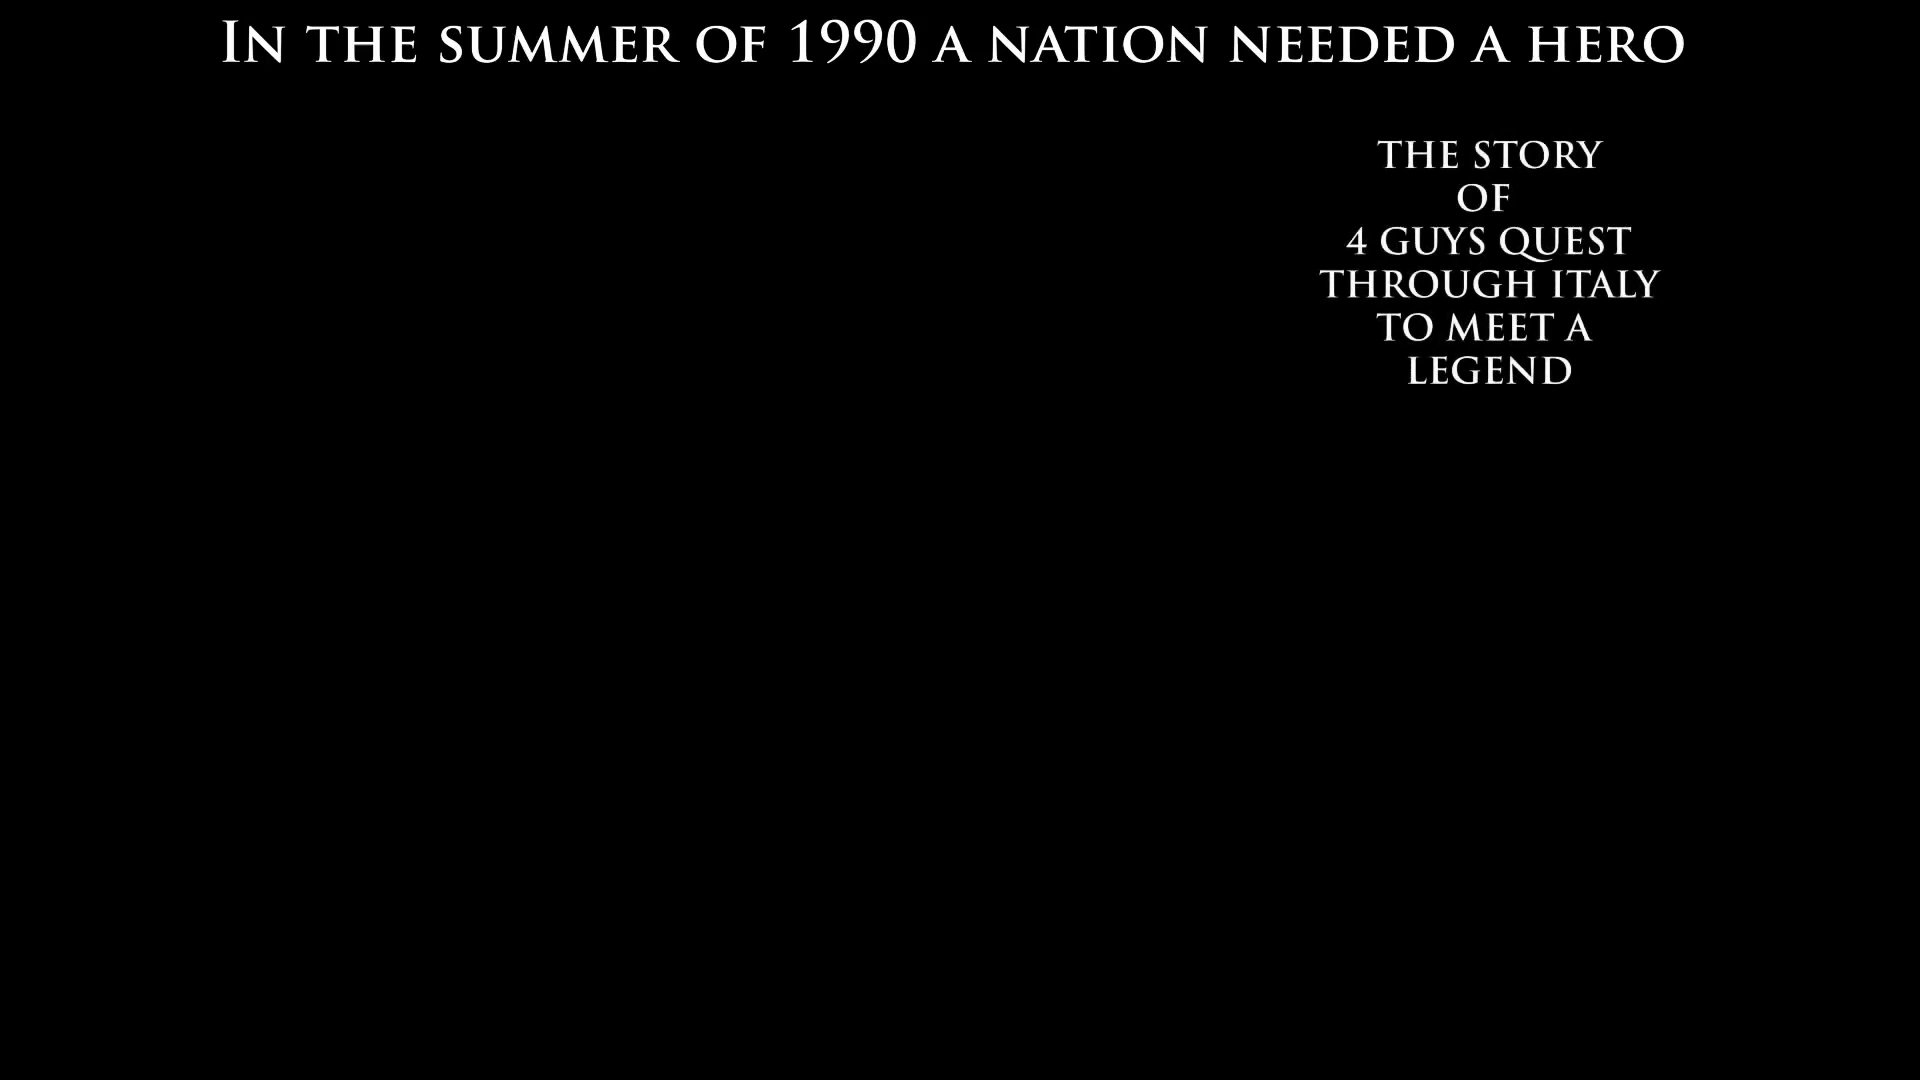 In the summer of 1990 a nation needed a hero
THE STORY
OF
4 GUYS QUEST
THROUGH ITALY
TO MEET A
LEGEND